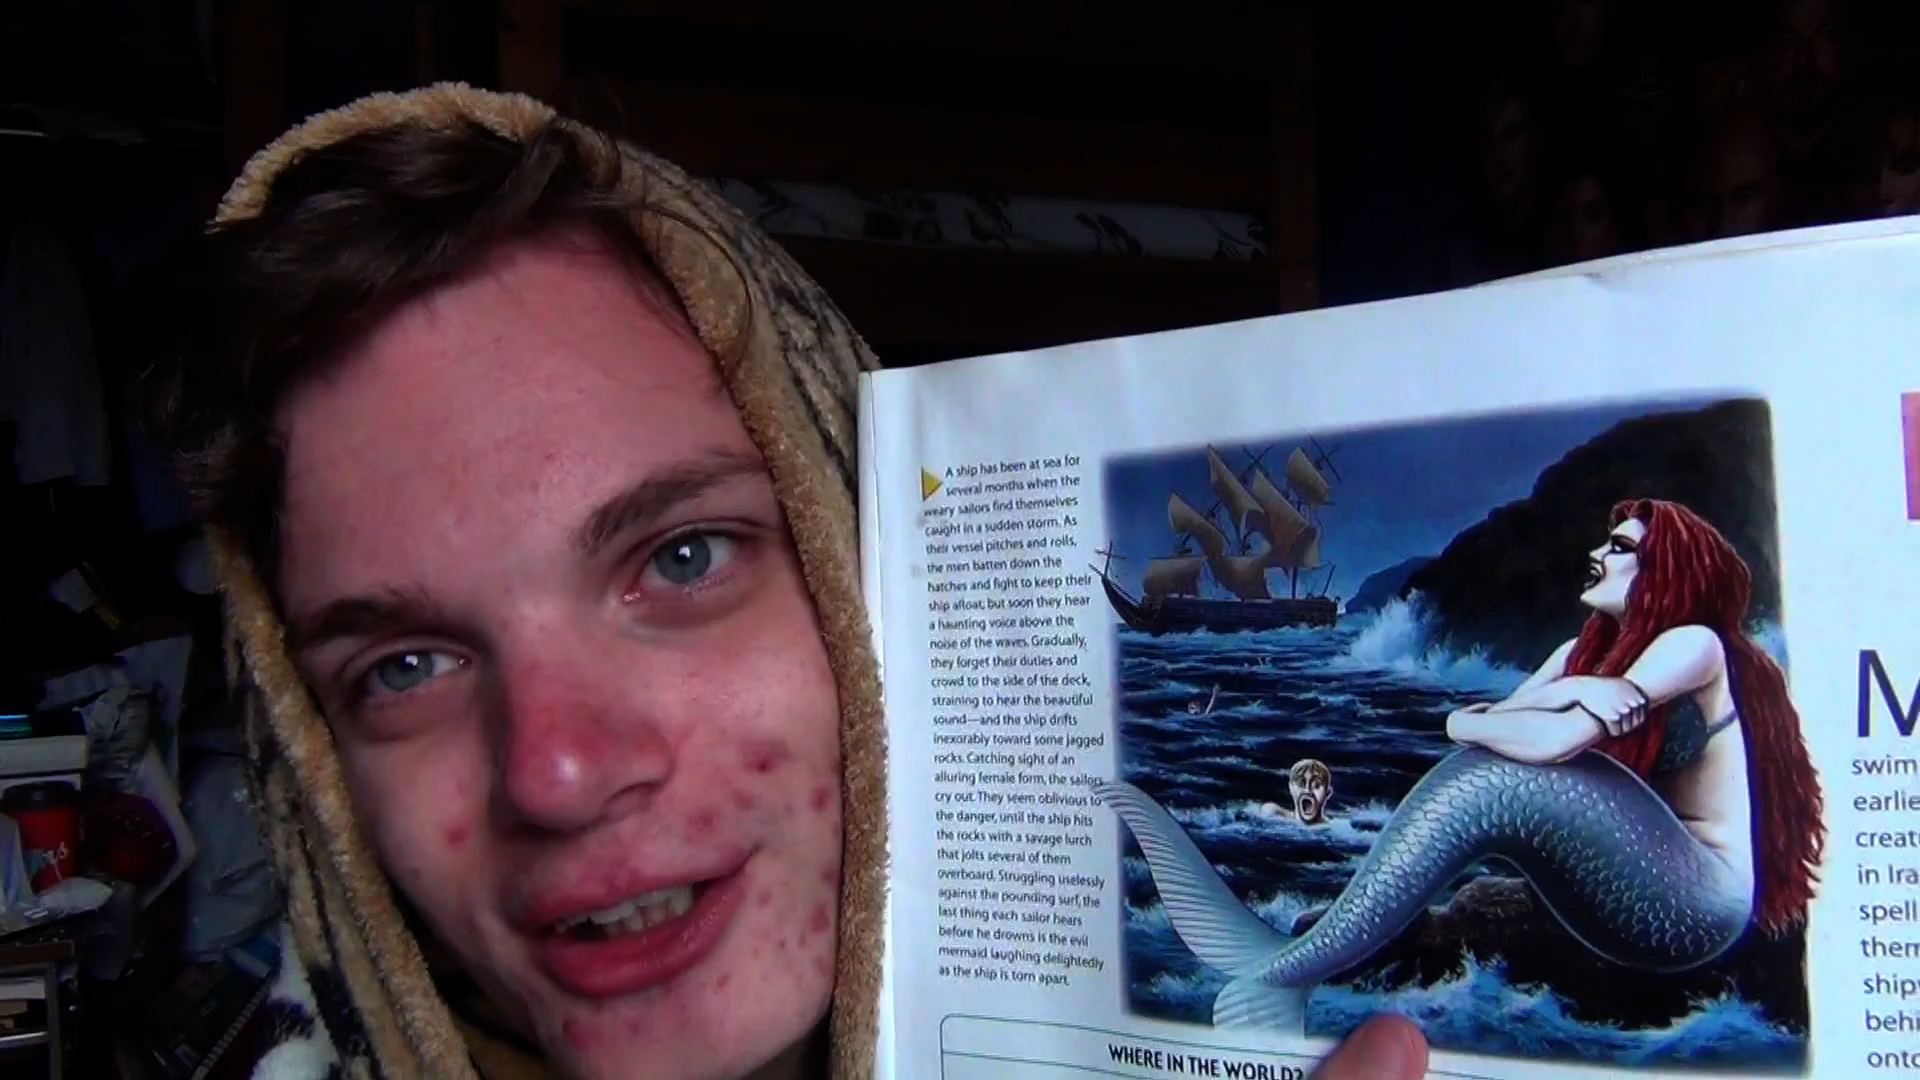 A ship has been at sea for
several months when the
weary sailors find themselves
caught in a sudden storm. As
their vessel pitches and rolls,
the men batten down the
hatches and fight to keep their
ship afloat, but soon they hear
a haunting voice above the
noise of the waves. Gradually,
they forget their duties and
crowd to the side of the deck,
straining to hear the beautiful
sound—and the ship drifts
inexorably toward some jagged
rocks. Catching sight of an
alluring female form, the sailors
cry out. They seem oblivious to
the danger, until the ship hits
the rocks with a savage lurch
that jolts several of them
overboard. Struggling uselessly
against the pounding surf, the
last thing each sailor hears
before he drowns is the evil
mermaid laughing delightedly
as the ship is torn apart.
WHERE IN THE WORLD?
M
swim
earlie
creatu
in Ira
spell
them
ship
behi
onto